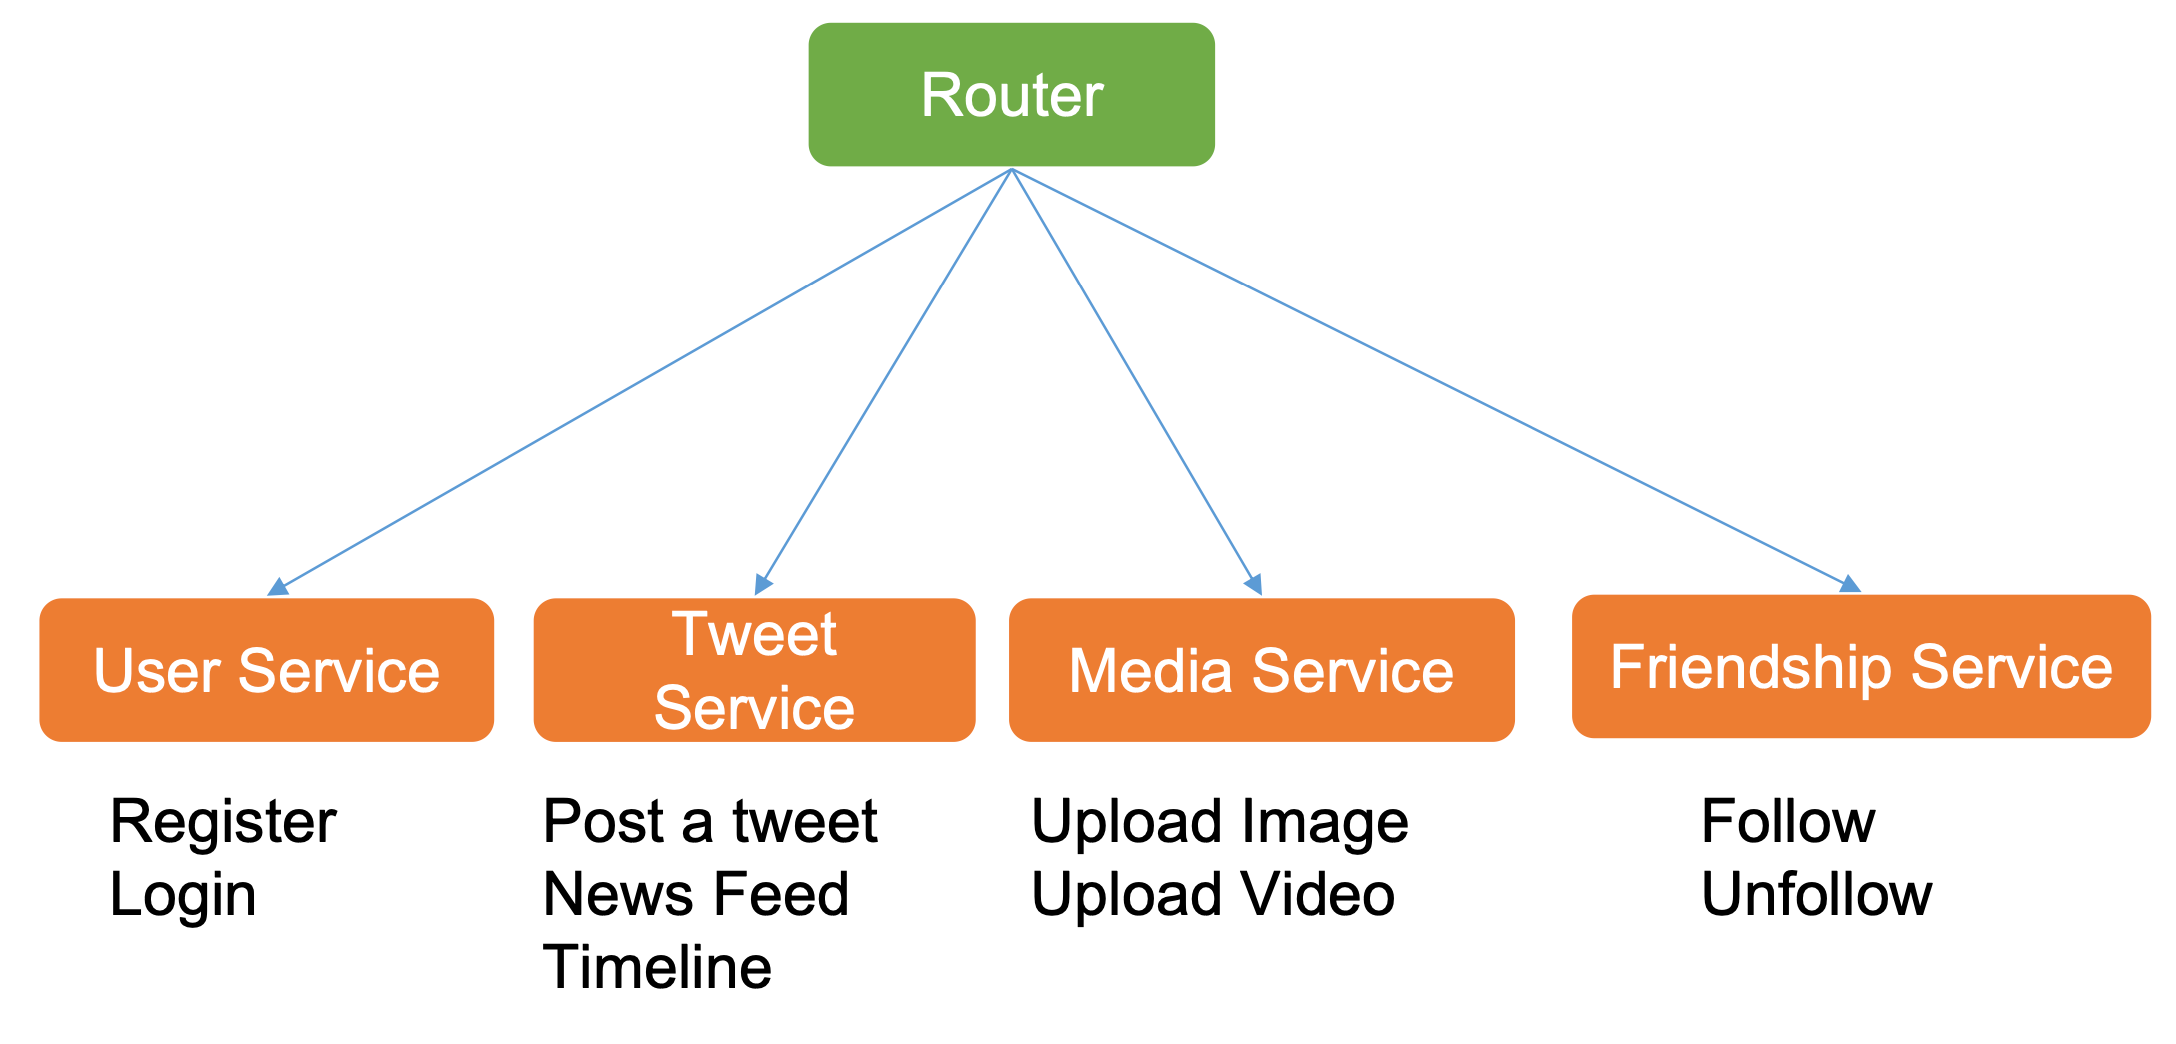 Router
User Service
Tweet
Service
Media Service
Friendship Service
Register
Login
Post a tweet
News Feed
Timeline
Upload Image
Upload Video
Follow
Unfollow